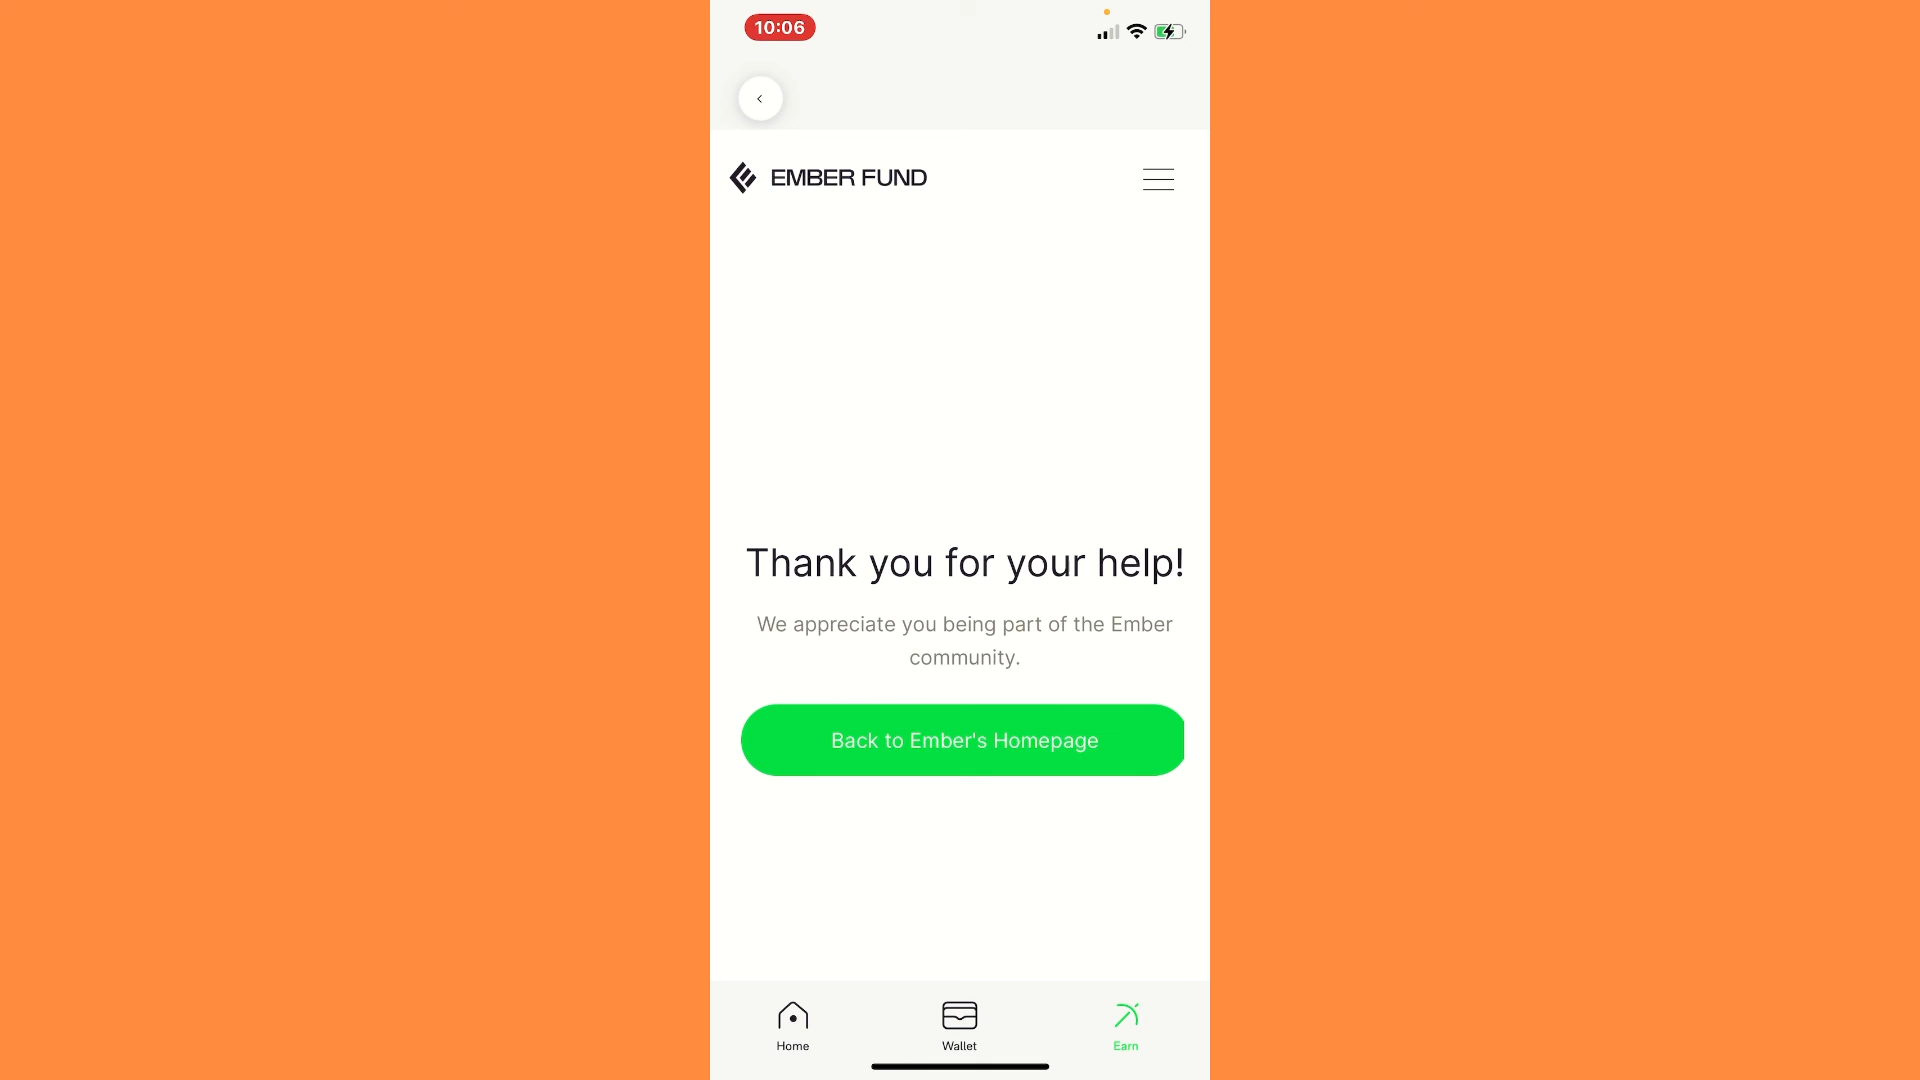 10:06
EMBER FUND
Thank you for your help!
We appreciate you being part of the Ember
community.
Back to Ember's Homepage
Home
Wallet
Earn